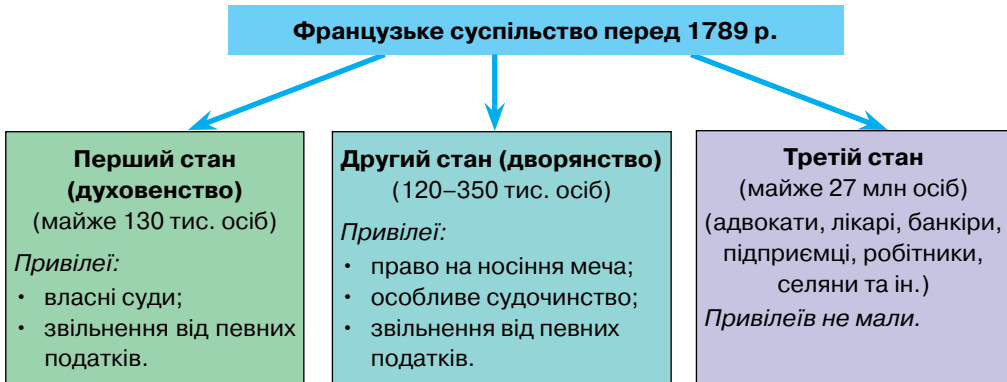 Французьке суспільство перед 1789 р.
Перший стан
(духовенство)
(майже 130 тис. осіб)
Привілеї:
• власні суди;
• звільнення від певних
податків.
Другий стан (дворянство)
(120–350 тис. осіб)
Привілеї:
• право на носіння меча;
• особливе судочинство;
• звільнення від певних
податків.
Третій стан
(майже 27 млн осіб)
(адвокати, лікарі, банкіри,
підприємці, робітники,
селяни та ін.)
Привілеїв не мали.